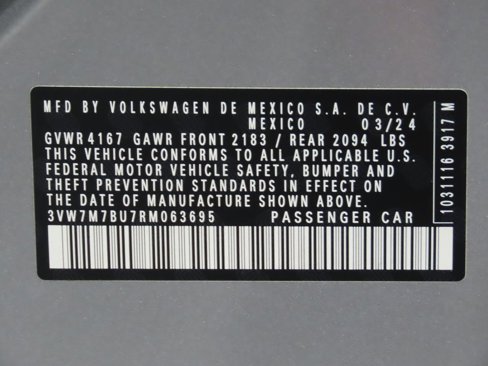 MFD BY VOLKSWAGEN DE MEXICO S.A. DE C.V.
MEXICO 03/24
GVWR 4167 GAWR FRONT 2183 / REAR 2094 LBS
THIS VEHICLE CONFORMS TO ALL APPLICABLE U.S.
FEDERAL MOTOR VEHICLE SAFETY, BUMPER AND
THEFT PREVENTION STANDARDS IN EFFECT ON
THE DATE OF MANUFACTURE SHOWN ABOVE.
3VW7M7BU7RM063695 PASSENGER CAR
1031116 3917 M